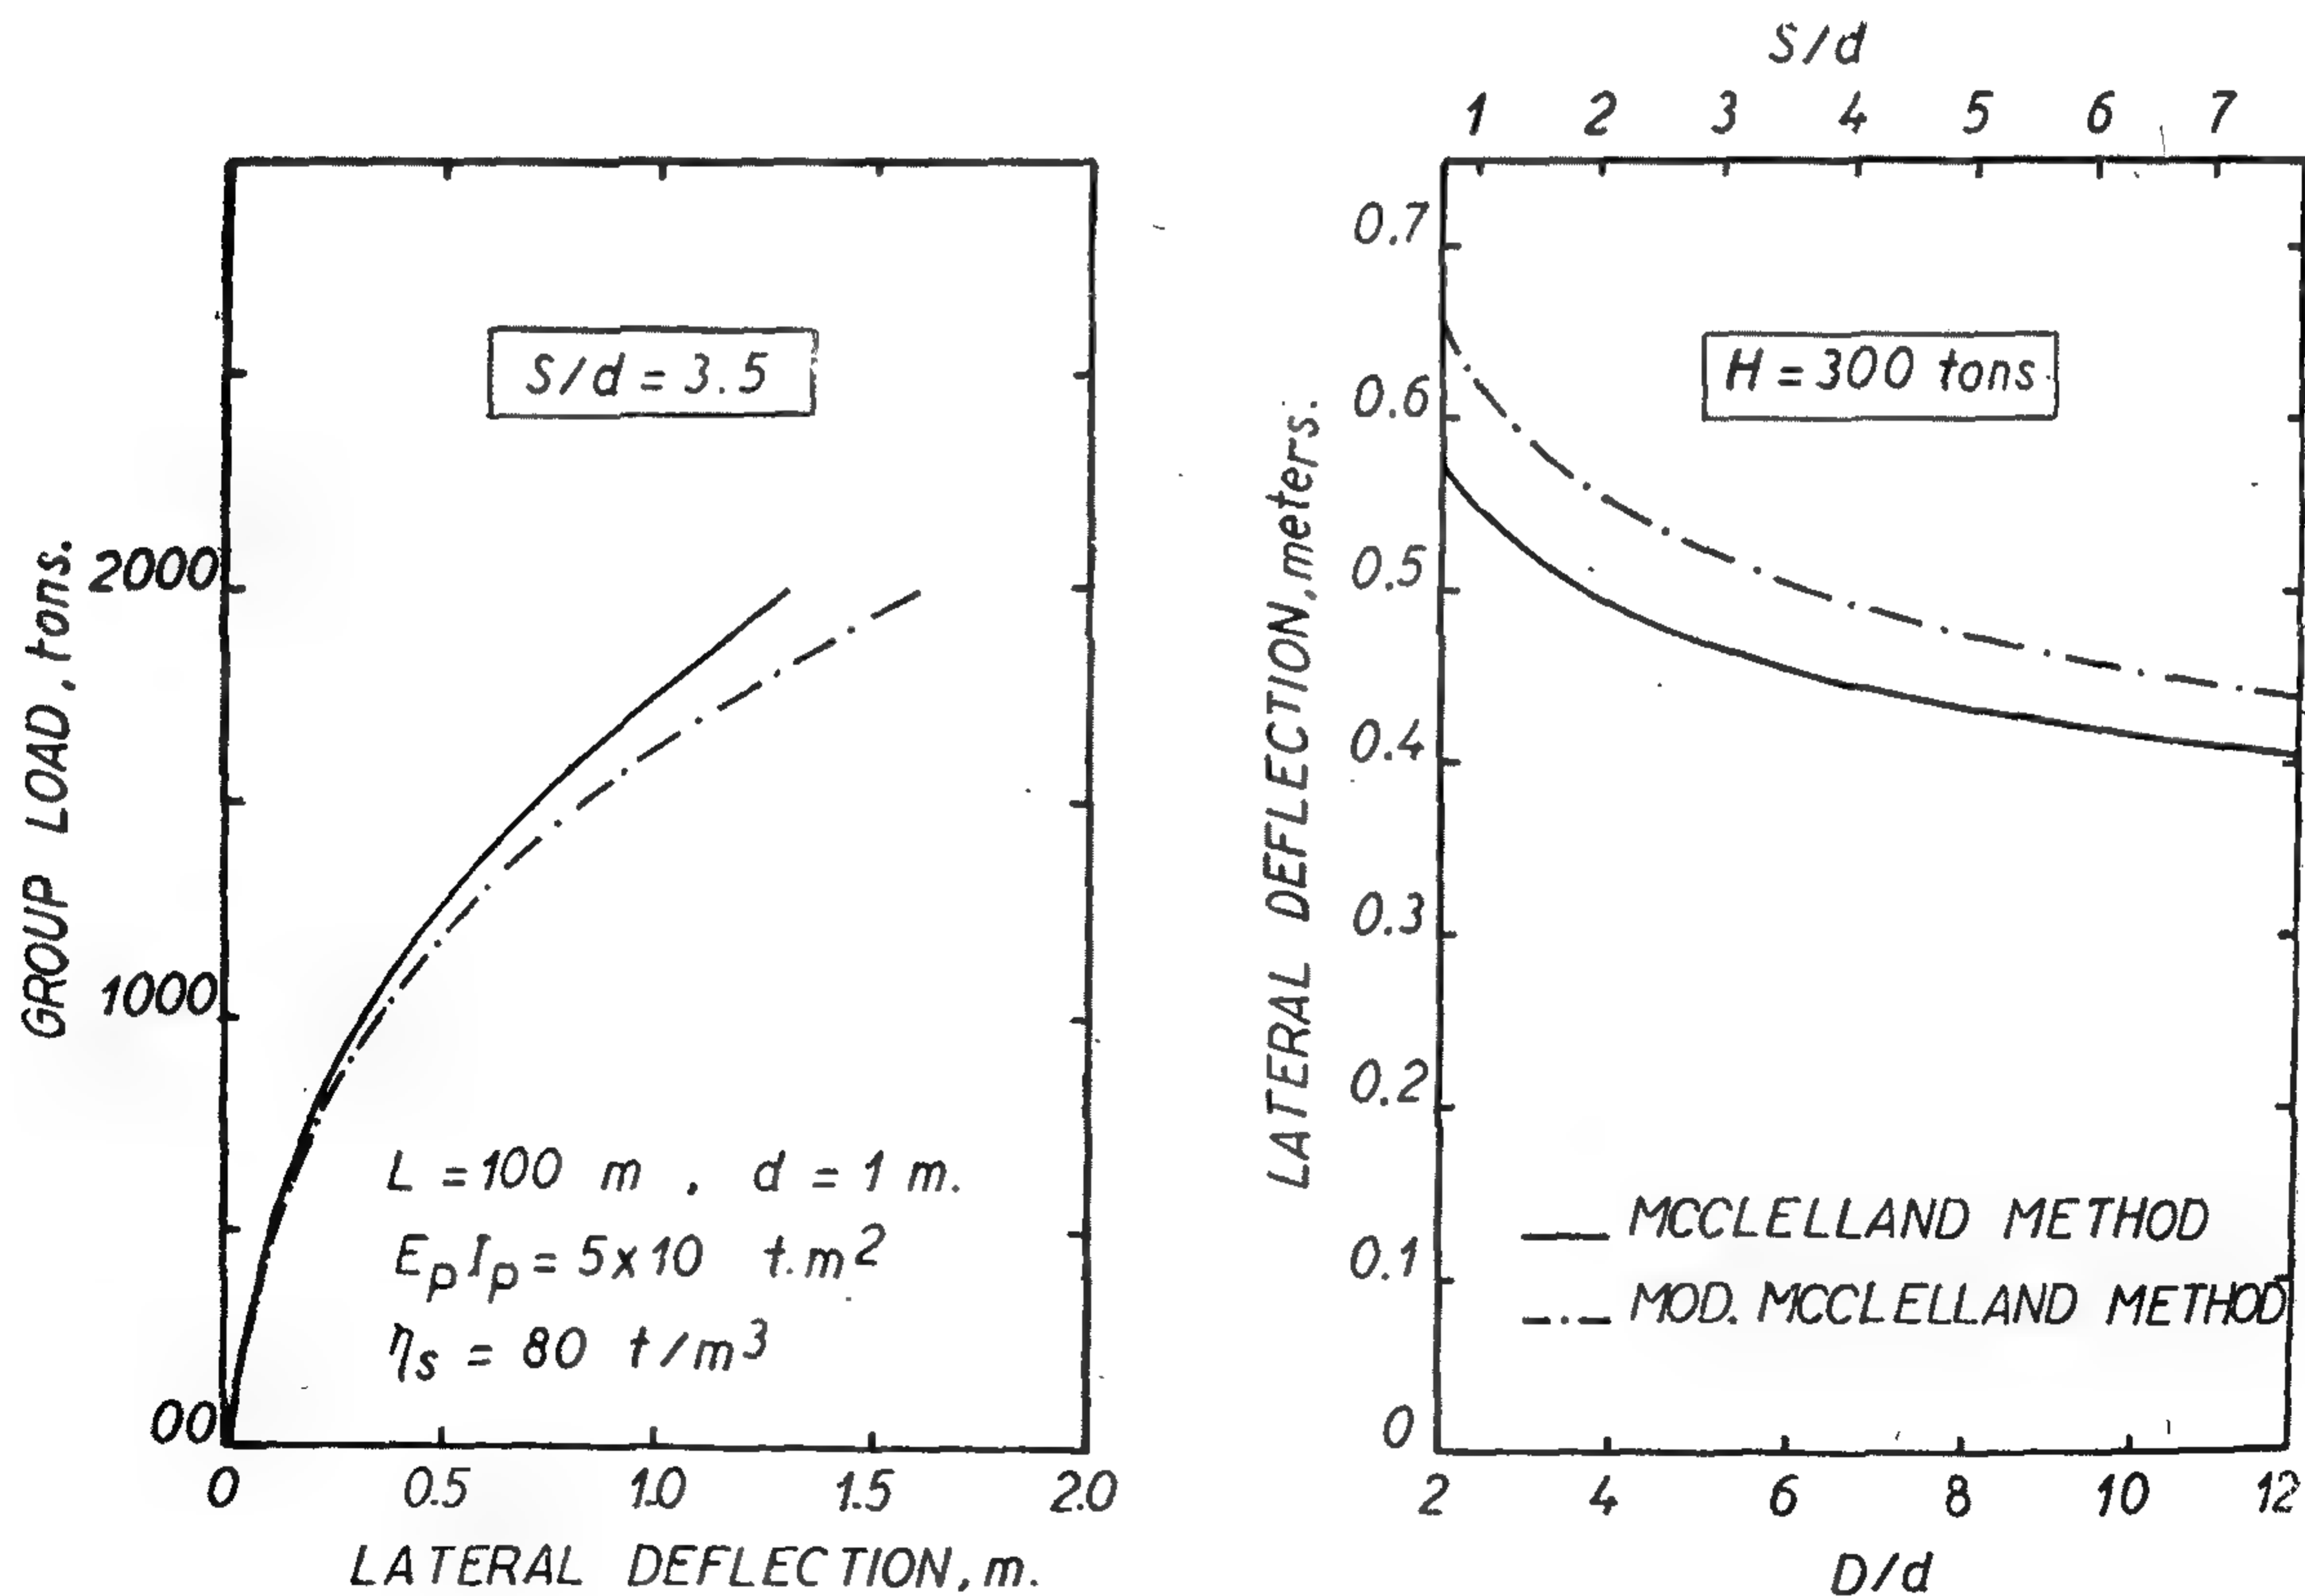 S/d = 3.5
GROUP LOAD, tons.
2000
1000
00
L = 100 m , d = 1 m.
EpIp = 5x10 t.m2
ηs = 80 t/m3
0 0.5 1.0 1.5 2.0
LATERAL DEFLECTION, m.
S/d
1 2 3 4 5 6 7
H = 300 tons.
LATERAL DEFLECTION, meters.
0.7
0.6
0.5
0.4
0.3
0.2
0.1
0
MCCLELLAND METHOD
MOD. MCCLELLAND METHOD
2 4 6 8 10 12
D/d